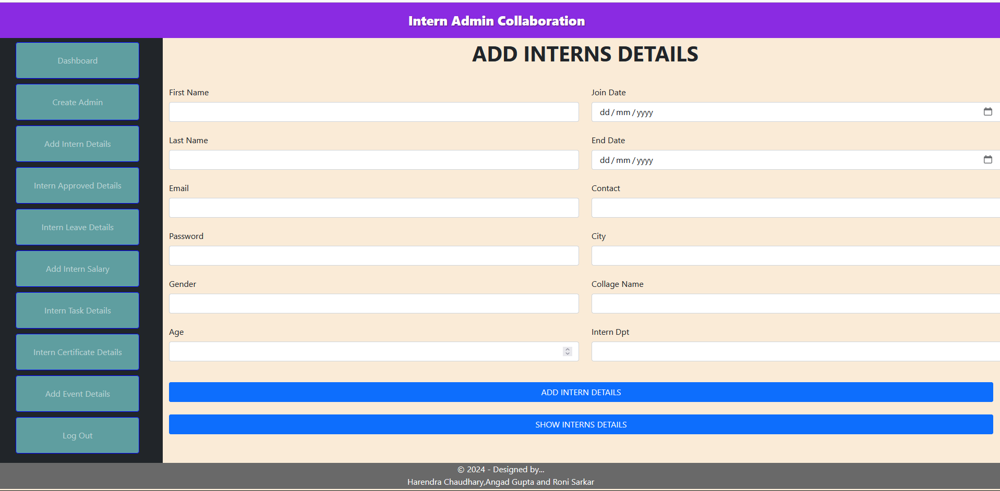 Intern Admin Collaboration
Dashboard
Create Admin
Add Intern Details
Intern Approved Details
Intern Leave Details
Add Intern Salary
Intern Task Details
Intern Certificate Details
Add Event Details
Log Out
ADD INTERNS DETAILS
First Name
Join Date
dd/mm/yyyy
Last Name
End Date
dd/mm/yyyy
Email
Contact
Password
City
Gender
Collage Name
Age
Intern Dpt
ADD INTERN DETAILS
SHOW INTERNS DETAILS
© 2024 - Designed by...
Harendra Chaudhary,Angad Gupta and Roni Sarkar